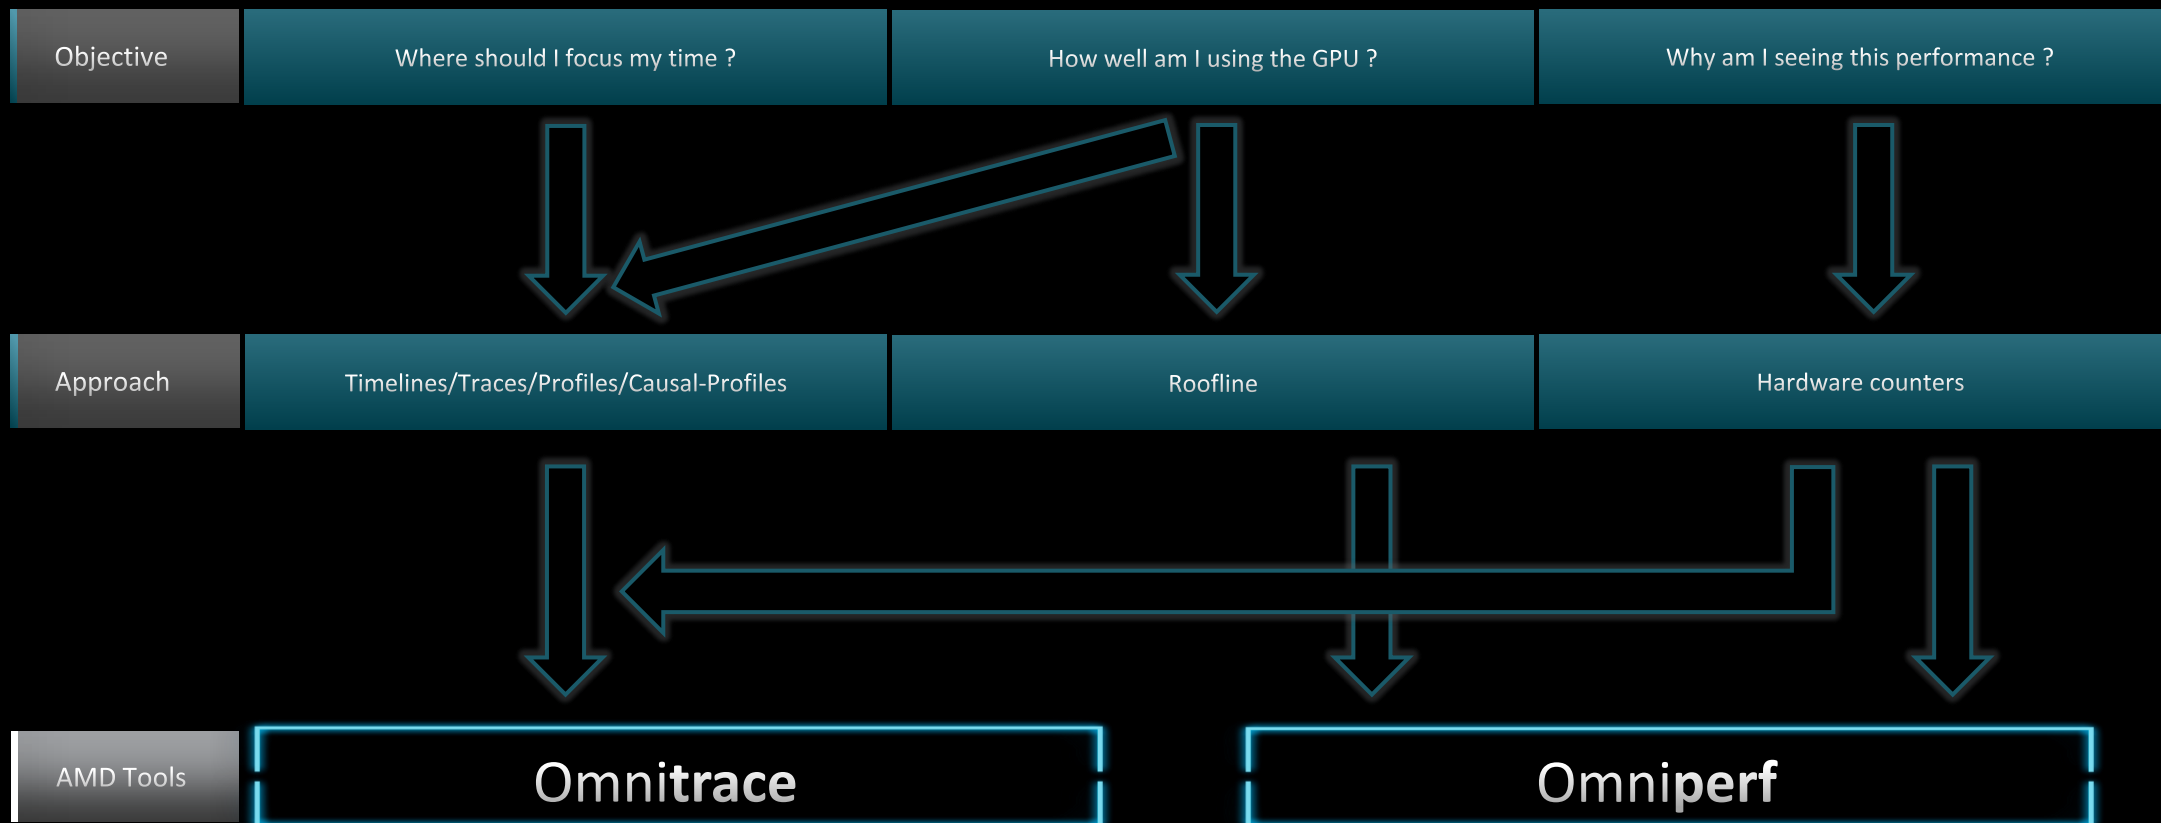 Objective
Where should I focus my time ?
How well am I using the GPU ?
Why am I seeing this performance ?
Approach
Timelines/Traces/Profiles/Causal-Profiles
Roofline
Hardware counters
AMD Tools
Omnitrace
Omniperf